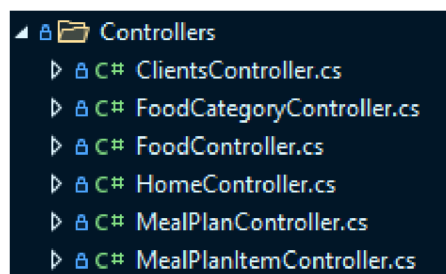 Controllers
C# ClientsController.cs
C# FoodCategoryController.cs
C# FoodController.cs
C# HomeController.cs
C# MealPlanController.cs
C# MealPlanItemController.cs